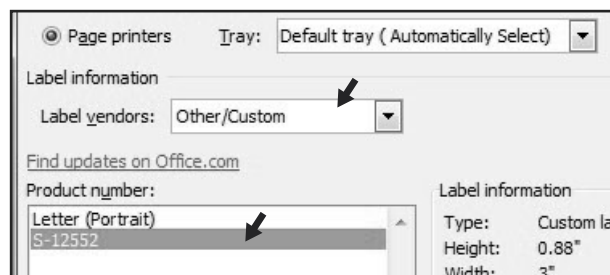 Page printers Tray: Default tray ( Automatically Select)
Label information
Label vendors: Other/Custom
Find updates on Office.com
Product number:
Letter (Portrait)
S-12552
Label information
Type: Custom la
Height: 0.88"
Width: 3"